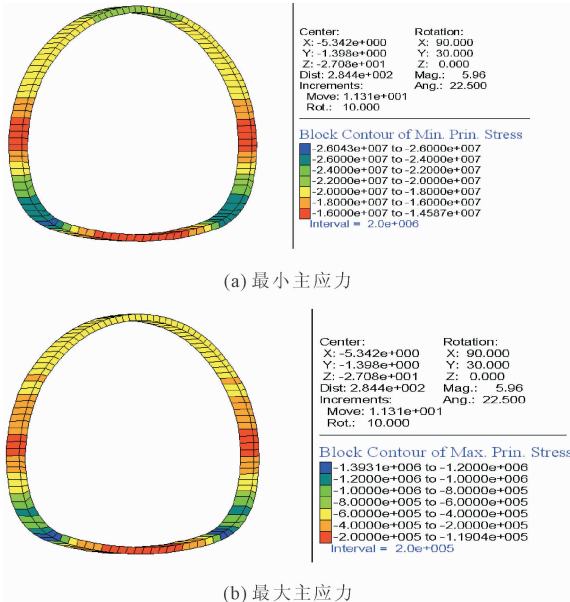 Center: Rotation:
X: -5.342e+000 X: 90.000
Y: -1.398e+000 Y: 30.000
Z: -2.708e+001 Z: 0.000
Dist: 2.844e+002 Mag.: 5.96
Increments: Ang.: 22.500
Move: 1.131e+001
Rot.: 10.000
Block Contour of Min. Prin. Stress
-2.6043e+007 to -2.6000e+007
-2.6000e+007 to -2.4000e+007
-2.4000e+007 to -2.2000e+007
-2.2000e+007 to -2.0000e+007
-2.0000e+007 to -1.8000e+007
-1.8000e+007 to -1.6000e+007
-1.6000e+007 to -1.4587e+007
Interval = 2.0e+006
(a) 最小主应力
Center: Rotation:
X: -5.342e+000 X: 90.000
Y: -1.398e+000 Y: 30.000
Z: -2.708e+001 Z: 0.000
Dist: 2.844e+002 Mag.: 5.96
Increments: Ang.: 22.500
Move: 1.131e+001
Rot.: 10.000
Block Contour of Max. Prin. Stress
-1.3931e+006 to -1.2000e+006
-1.2000e+006 to -1.0000e+006
-1.0000e+006 to -8.0000e+005
-8.0000e+005 to -6.0000e+005
-6.0000e+005 to -4.0000e+005
-4.0000e+005 to -2.0000e+005
-2.0000e+005 to -1.1904e+005
Interval = 2.0e+005
(b) 最大主应力